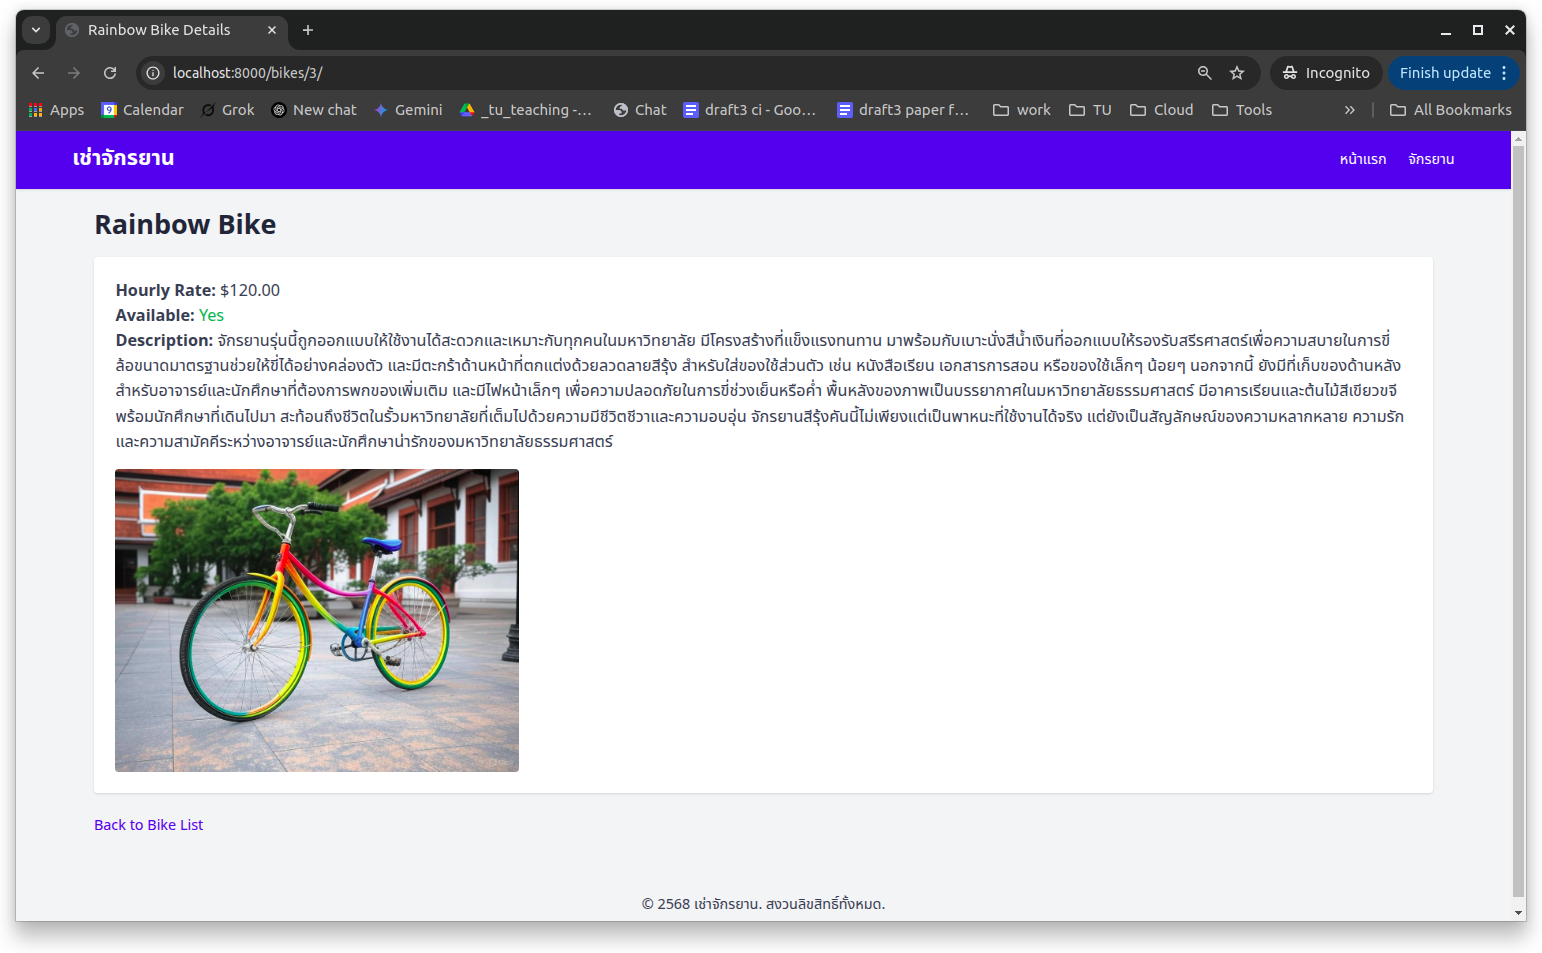 Rainbow Bike Details
localhost:8000/bikes/3/
Incognito
Finish update
Apps
Calendar
Grok
New chat
Gemini
_tu_teaching -...
Chat
draft3 ci - Goo...
draft3 paper f...
work
TU
Cloud
Tools
All Bookmarks
เช่าจักรยาน
หน้าแรก
จักรยาน
Rainbow Bike
Hourly Rate: $120.00
Available: Yes
Description: จักรยานรุ่นนี้ถูกออกแบบให้ใช้งานได้สะดวกและเหมาะกับทุกคนในมหาวิทยาลัย มีโครงสร้างที่แข็งแรงทนทาน มาพร้อมกับเบาะนั่งสีน้ำเงินที่ออกแบบให้รองรับสรีรศาสตร์เพื่อความสบายในการขี่
ล้อขนาดมาตรฐานช่วยให้ขี่ได้อย่างคล่องตัว และมีตะกร้าด้านหน้าที่ตกแต่งด้วยลวดลายสีรุ้ง สำหรับใส่ของใช้ส่วนตัว เช่น หนังสือเรียน เอกสารการสอน หรือของใช้เล็กๆ น้อยๆ นอกจากนี้ ยังมีที่เก็บของด้านหลัง
สำหรับอาจารย์และนักศึกษาที่ต้องการพกของเพิ่มเติม และมีไฟหน้าเล็กๆ เพื่อความปลอดภัยในการขี่ช่วงเย็นหรือค่ำ พื้นหลังของภาพเป็นบรรยากาศในมหาวิทยาลัยธรรมศาสตร์ มีอาคารเรียนและต้นไม้สีเขียวขจี
พร้อมนักศึกษาที่เดินไปมา สะท้อนถึงชีวิตในรั้วมหาวิทยาลัยที่เต็มไปด้วยความมีชีวิตชีวาและความอบอุ่น จักรยานสีรุ้งคันนี้ไม่เพียงแต่เป็นพาหนะที่ใช้งานได้จริง แต่ยังเป็นสัญลักษณ์ของความหลากหลาย ความรัก
และความสามัคคีระหว่างอาจารย์และนักศึกษาน่ารักของมหาวิทยาลัยธรรมศาสตร์
Back to Bike List
© 2568 เช่าจักรยาน. สงวนลิขสิทธิ์ทั้งหมด.